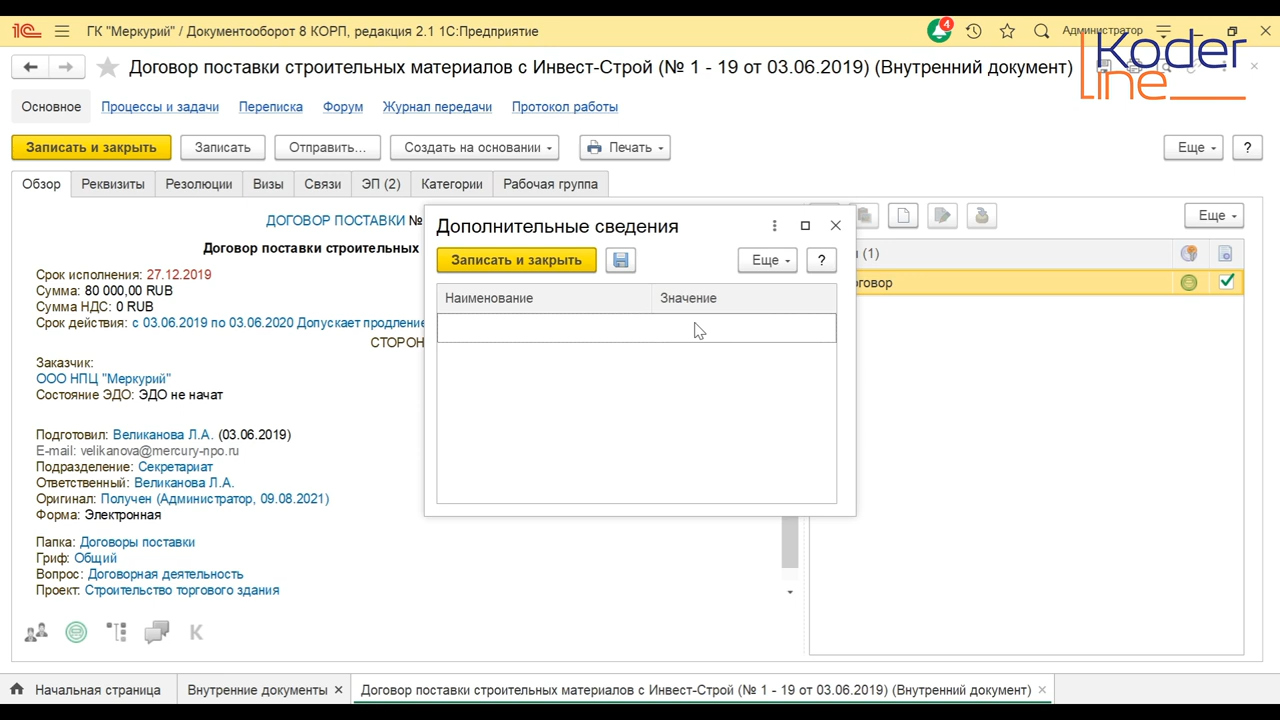 ГК "Меркурий" / Документооборот 8 КОРП, редакция 2.1 1С:Предприятие
4
Администратор
Koder line
Договор поставки строительных материалов с Инвест-Строй (№ 1 - 19 от 03.06.2019) (Внутренний документ)
Основное Процессы и задачи Переписка Форум Журнал передачи Протокол работы
Записать и закрыть Записать Отправить... Создать на основании Печать Еще ?
Обзор Реквизиты Резолюции Визы Связи ЭП (2) Категории Рабочая группа
ДОГОВОР ПОСТАВКИ №
Договор поставки строительных
Срок исполнения: 27.12.2019
Сумма: 80 000,00 RUB
Сумма НДС: 0 RUB
Срок действия: с 03.06.2019 по 03.06.2020 Допускает продление
СТОРОН
Заказчик:
ООО НПЦ "Меркурий"
Состояние ЭДО: ЭДО не начат
Подготовил: Великанова Л.А. (03.06.2019)
E-mail: velikanova@mercury-npo.ru
Подразделение: Секретариат
Ответственный: Великанова Л.А.
Оригинал: Получен (Администратор, 09.08.2021)
Форма: Электронная
Папка: Договоры поставки
Гриф: Общий
Вопрос: Договорная деятельность
Проект: Строительство торгового здания
Дополнительные сведения
Записать и закрыть Еще ?
Наименование Значение
Еще
(1)
говор
Начальная страница Внутренние документы Договор поставки строительных материалов с Инвест-Строй (№ 1 - 19 от 03.06.2019) (Внутренний документ)